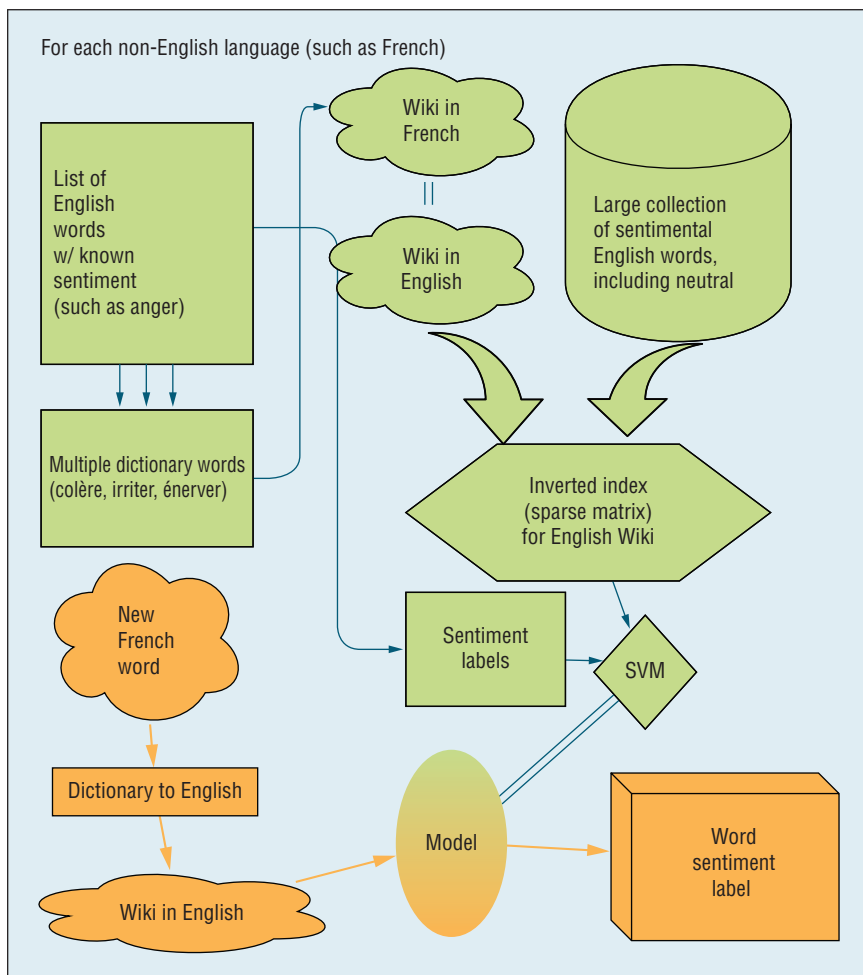 For each non-English language (such as French)
Wiki in
French
List of
English
words
w/ known
sentiment
(such as anger)
Large collection
of sentimental
English words,
including neutral
Wiki in
English
Multiple dictionary words
(colère, irriter, énerver)
Inverted index
(sparse matrix)
for English Wiki
New
French
word
Sentiment
labels
SVM
Dictionary to English
Model
Word
sentiment
label
Wiki in English